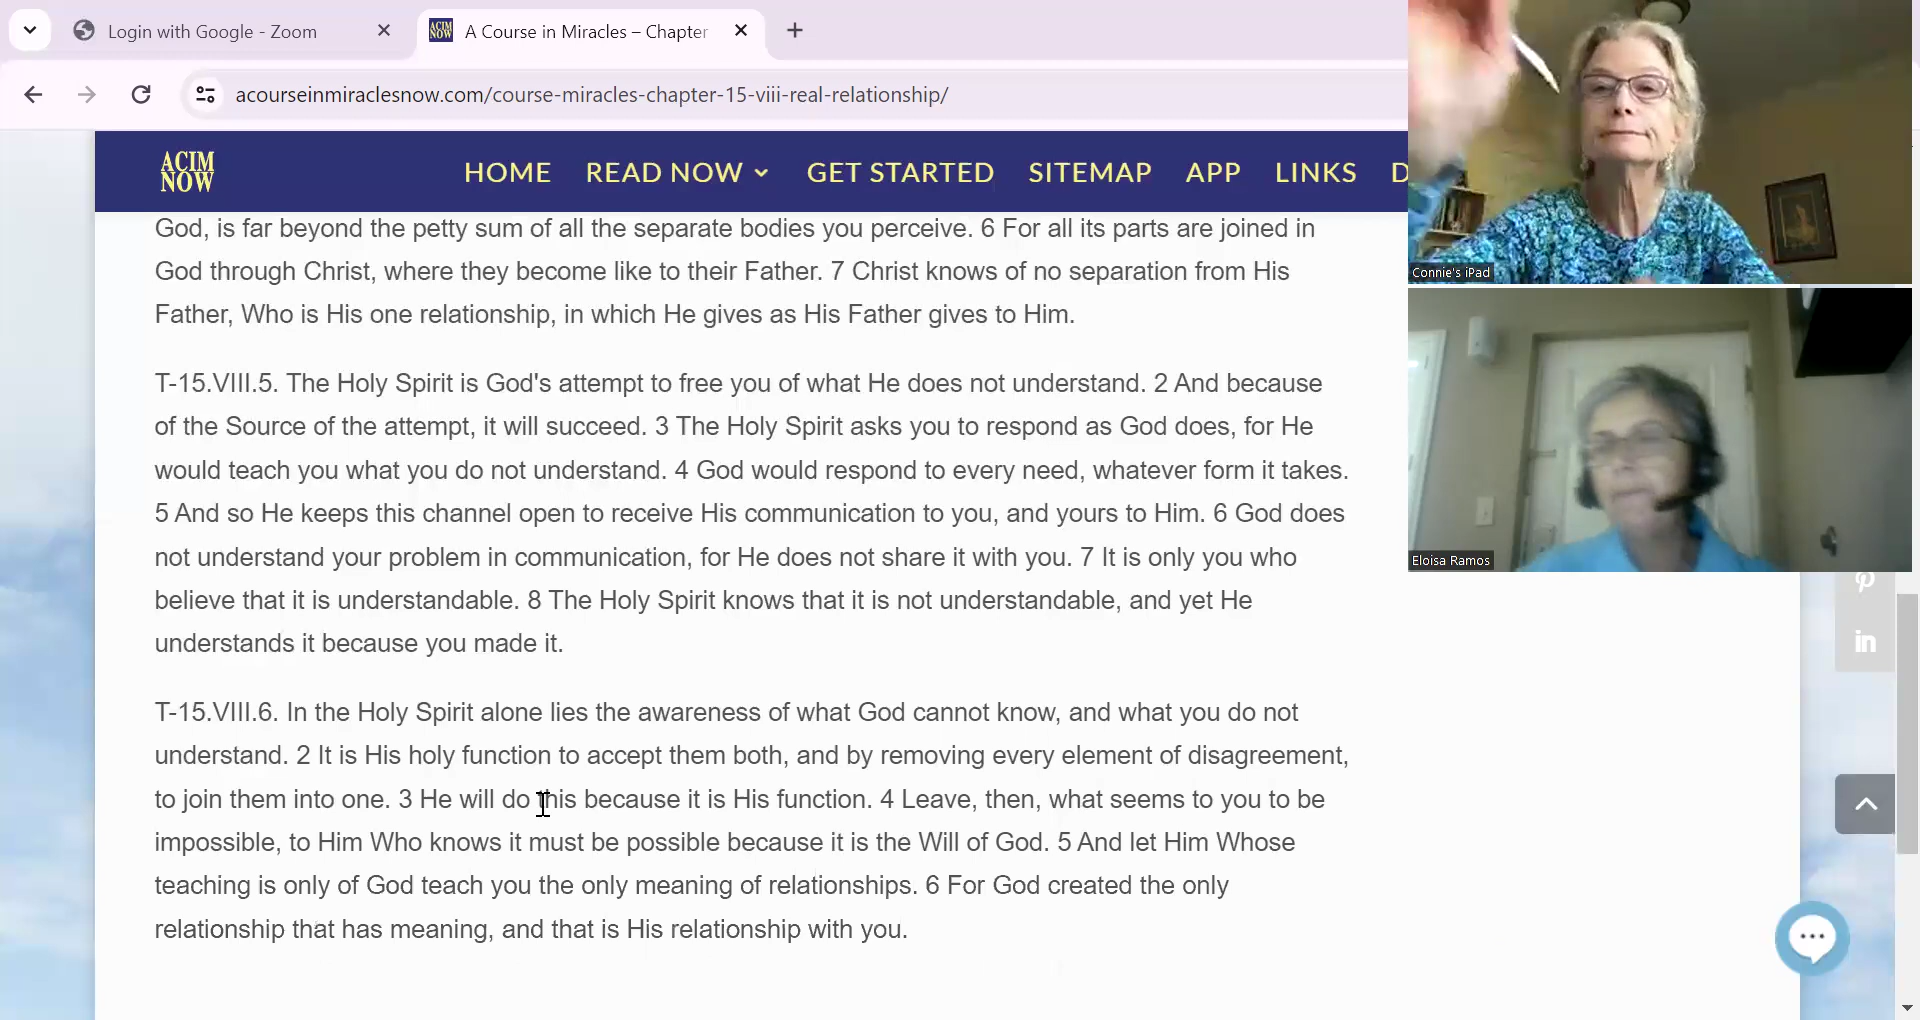 Login with Google - Zoom
A Course in Miracles – Chapter
acourseinmiraclesnow.com/course-miracles-chapter-15-viii-real-relationship/
ACIM
NOW
HOME READ NOW GET STARTED SITEMAP APP LINKS D
God, is far beyond the petty sum of all the separate bodies you perceive. 6 For all its parts are joined in
God through Christ, where they become like to their Father. 7 Christ knows of no separation from His
Father, Who is His one relationship, in which He gives as His Father gives to Him.
T-15.VIII.5. The Holy Spirit is God's attempt to free you of what He does not understand. 2 And because
of the Source of the attempt, it will succeed. 3 The Holy Spirit asks you to respond as God does, for He
would teach you what you do not understand. 4 God would respond to every need, whatever form it takes.
5 And so He keeps this channel open to receive His communication to you, and yours to Him. 6 God does
not understand your problem in communication, for He does not share it with you. 7 It is only you who
believe that it is understandable. 8 The Holy Spirit knows that it is not understandable, and yet He
understands it because you made it.
T-15.VIII.6. In the Holy Spirit alone lies the awareness of what God cannot know, and what you do not
understand. 2 It is His holy function to accept them both, and by removing every element of disagreement,
to join them into one. 3 He will do this because it is His function. 4 Leave, then, what seems to you to be
impossible, to Him Who knows it must be possible because it is the Will of God. 5 And let Him Whose
teaching is only of God teach you the only meaning of relationships. 6 For God created the only
relationship that has meaning, and that is His relationship with you.
Connie's iPad
Eloisa Ramos
in